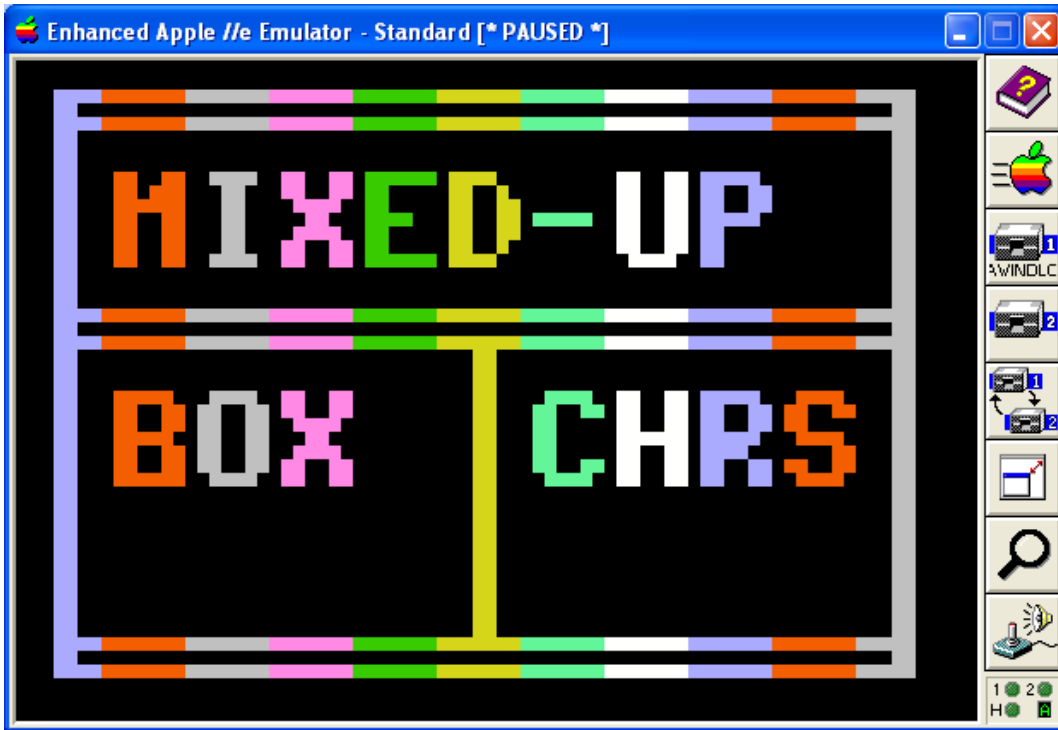 Enhanced Apple //e Emulator - Standard [* PAUSED *]
MIXED-UP
BOX CHRS
?
1
AWINDLC
2
1
2
1 2
H A